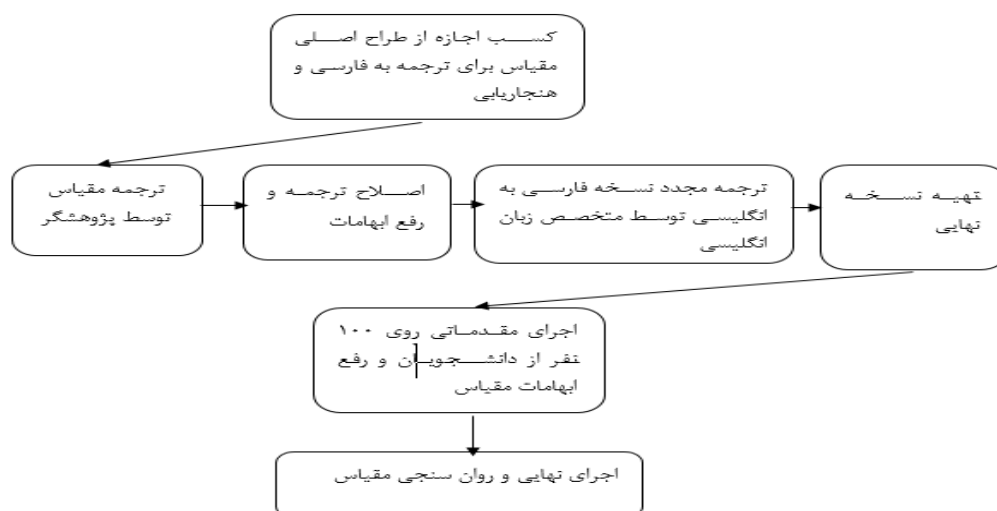 کسب اجازه از طراح اصلی
مقیاس برای ترجمه به فارسی و
هنجاریابی
ترجمه مقیاس
توسط پژوهشگر
اصلاح ترجمه و
رفع ابهامات
ترجمه مجدد نسخه فارسی به
انگلیسی توسط متخصص زبان
انگلیسی
تهیه نسخه
نهایی
اجرای مقدماتی روی ۱۰۰
نفر از دانشجویان و رفع
ابهامات مقیاس
اجرای نهایی و روان سنجی مقیاس